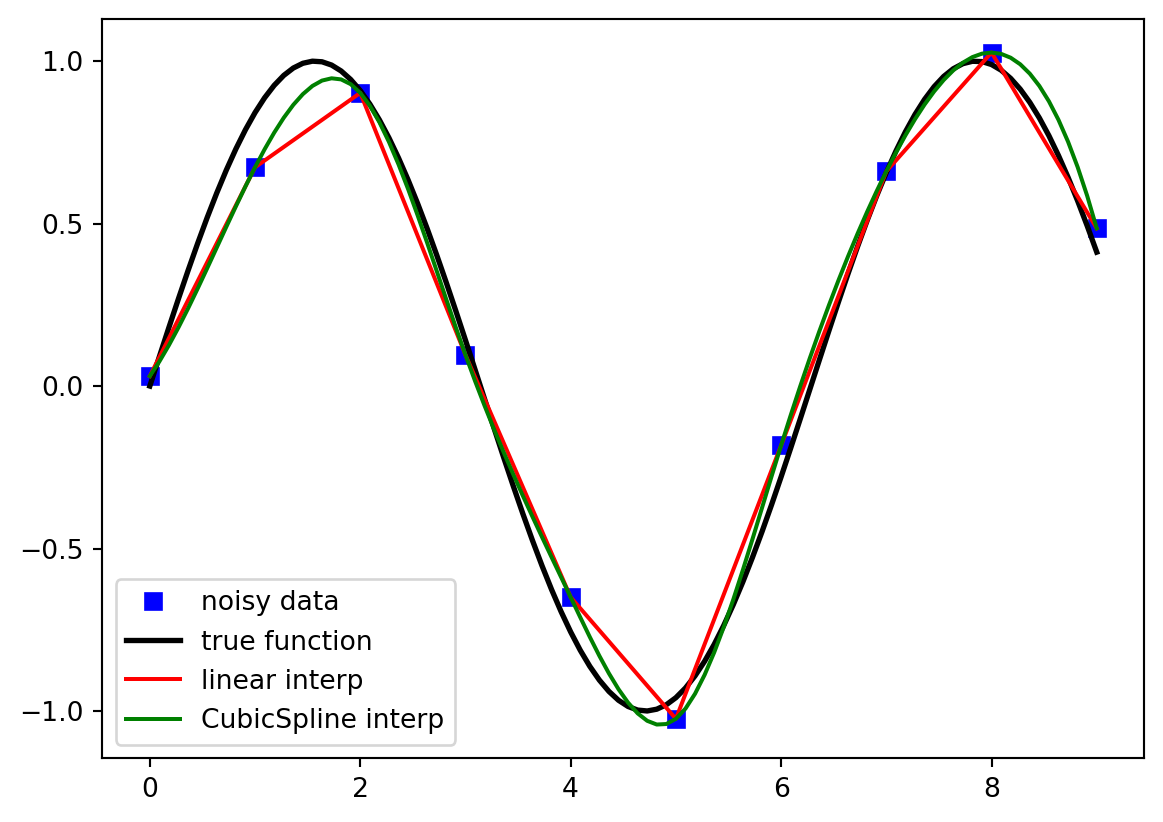 1.0
0.5
0.0
−0.5
−1.0
noisy data
true function
linear interp
CubicSpline interp
0 2 4 6 8